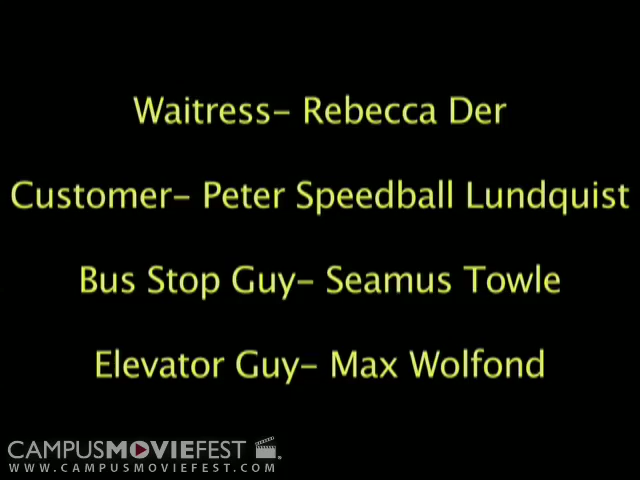 Waitress- Rebecca Der
Customer- Peter Speedball Lundquist
Bus Stop Guy- Seamus Towle
Elevator Guy- Max Wolfond
CAMPUSMOVIEFEST
WWW.CAMPUSMOVIEFEST.COM